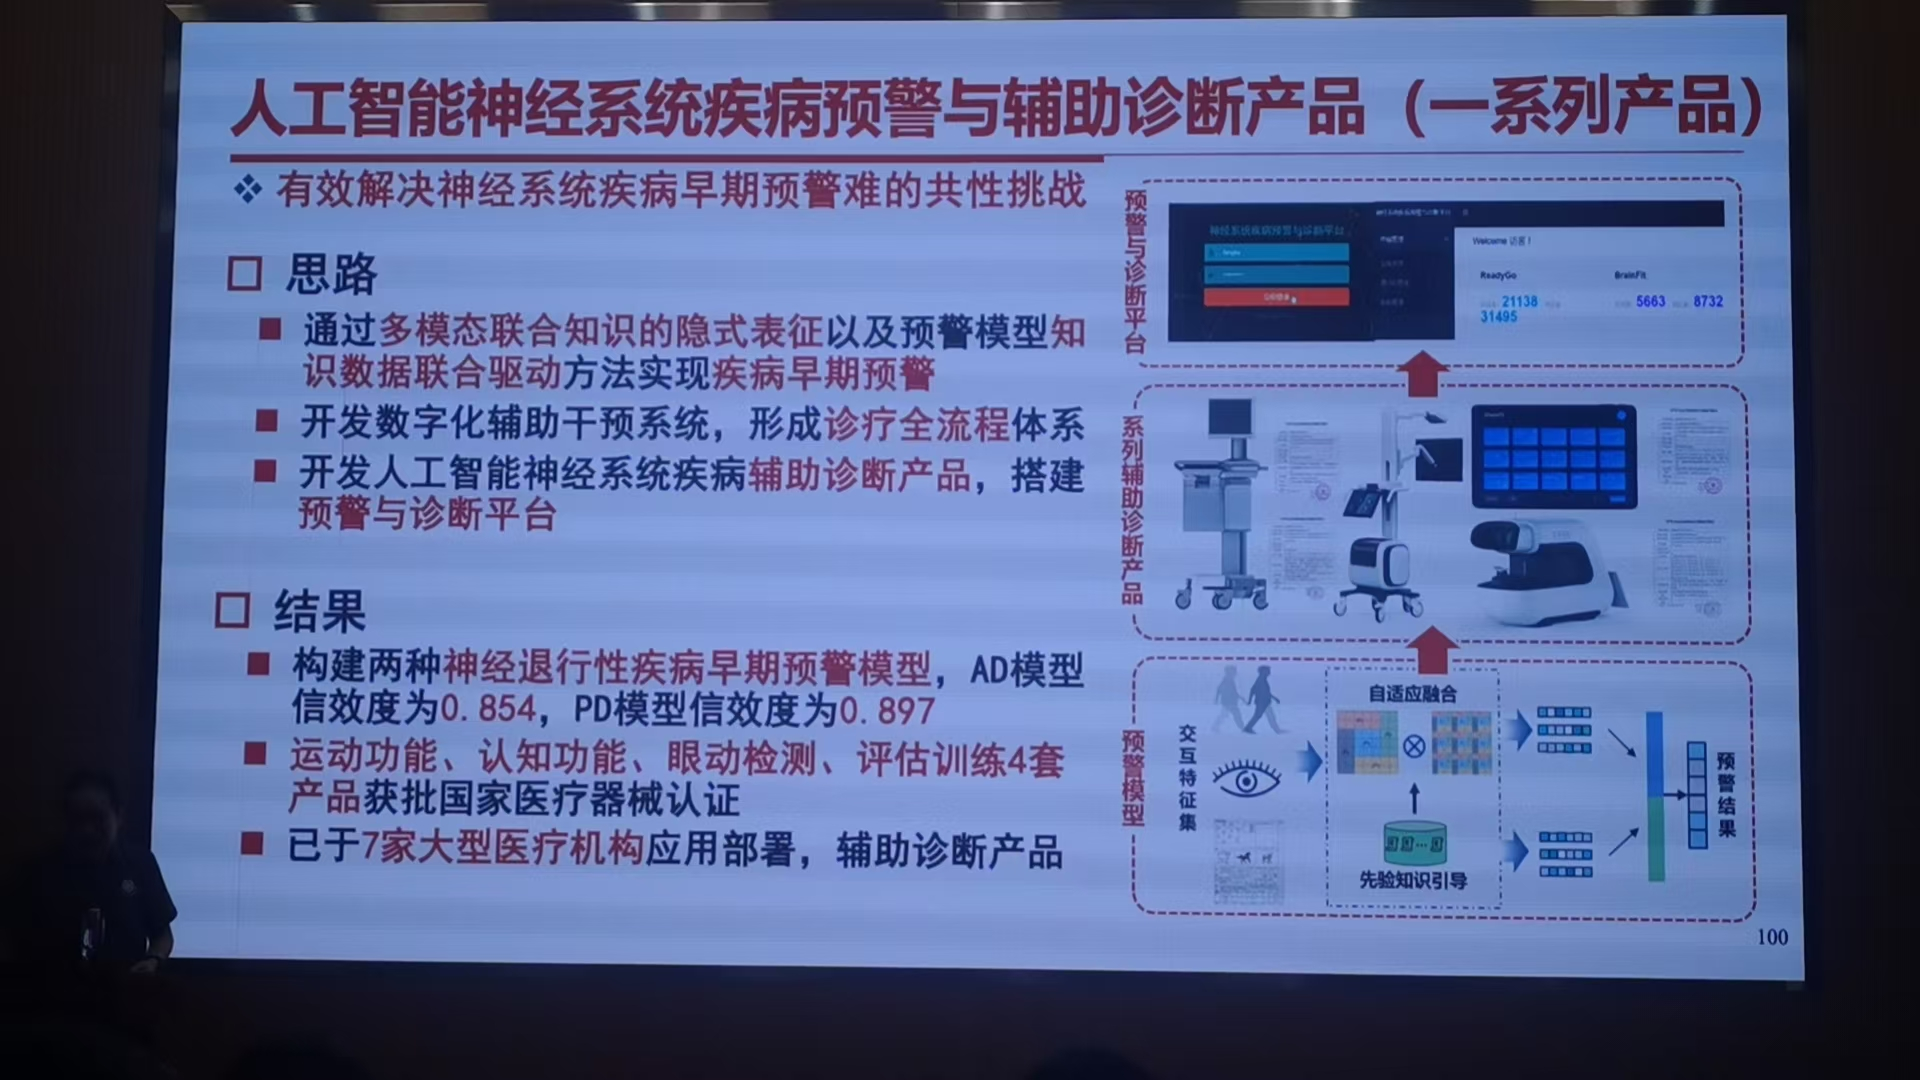 人工智能神经系统疾病预警与辅助诊断产品（一系列产品）
有效解决神经系统疾病早期预警难的共性挑战
思路
通过多模态联合知识的隐式表征以及预警模型知
识数据联合驱动方法实现疾病早期预警
开发数字化辅助干预系统，形成诊疗全流程体系
开发人工智能神经系统疾病辅助诊断产品，搭建
预警与诊断平台
结果
构建两种神经退行性疾病早期预警模型，AD模型
信效度为0.854，PD模型信效度为0.897
运动功能、认知功能、眼动检测、评估训练4套
产品获批国家医疗器械认证
已于7家大型医疗机构应用部署，辅助诊断产品
预警与诊断平台
神经系统疾病预警与诊断平台
Welcome 访客！
ReadyGo
BrainFit
21138
31495
5663
8732
系列辅助诊断产品
预警模型
交互特征集
自适应融合
先验知识引导
预警结果
100